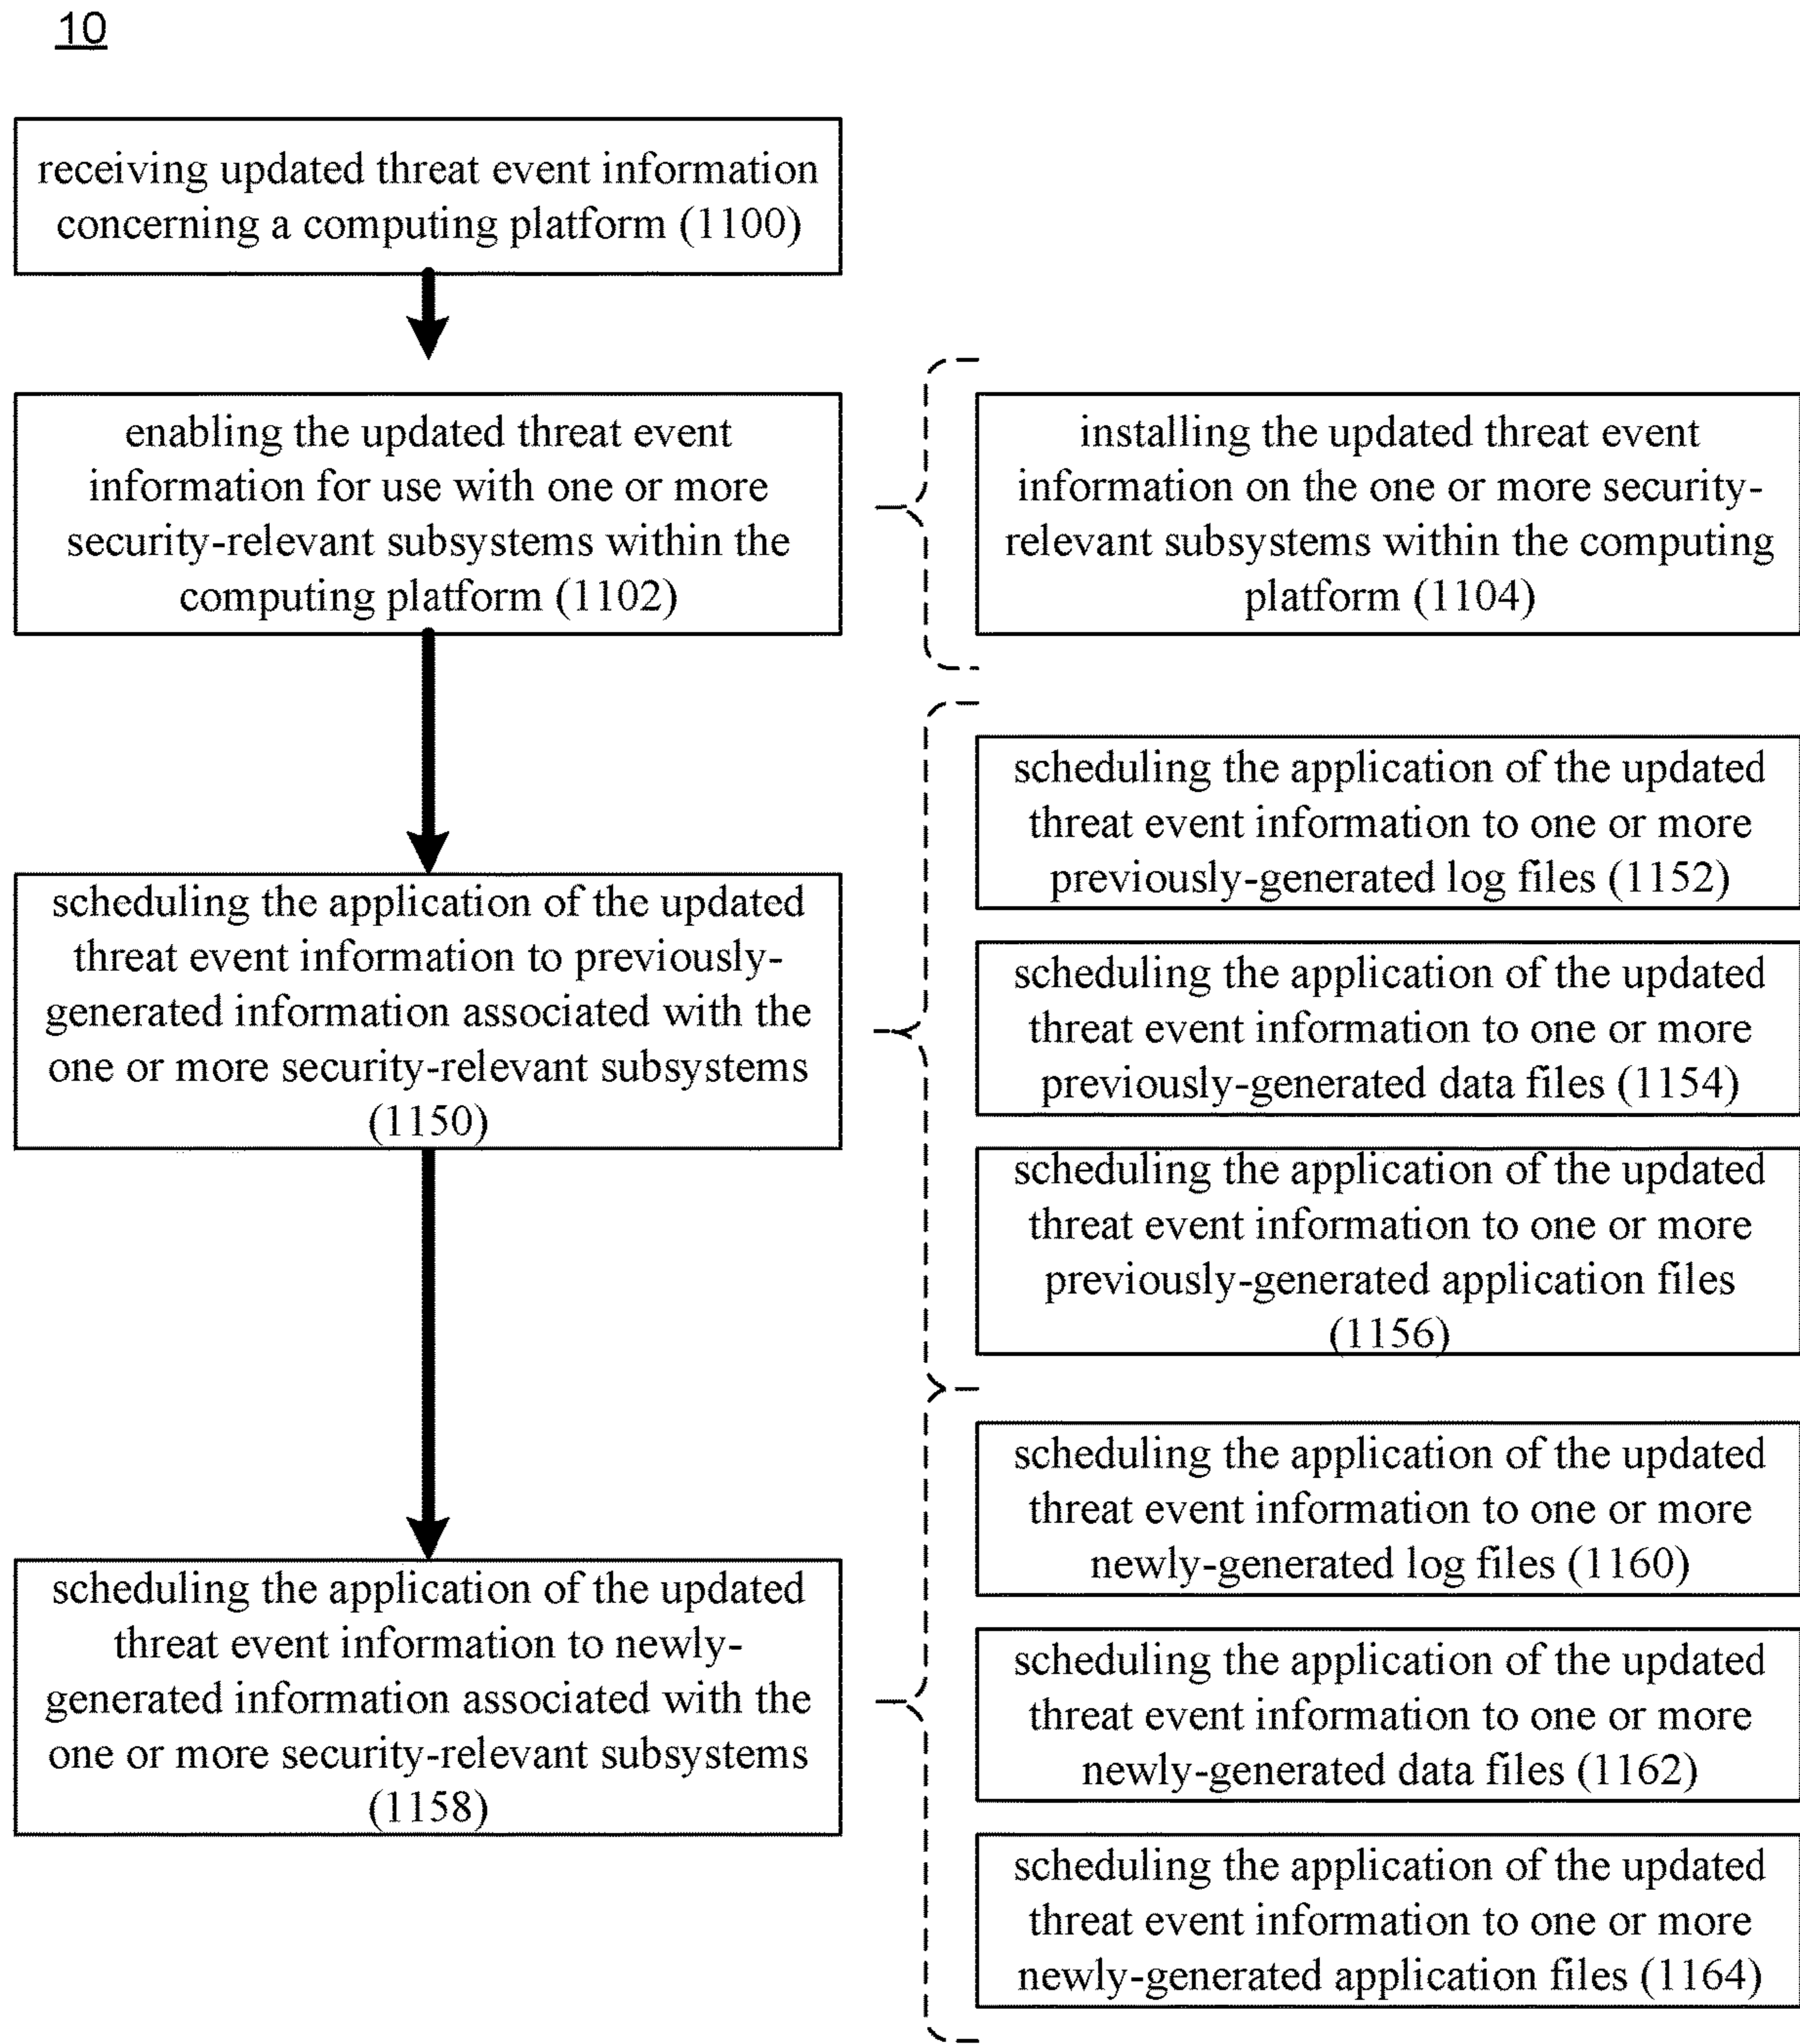 10
receiving updated threat event information
concerning a computing platform (1100)
enabling the updated threat event
information for use with one or more
security-relevant subsystems within the
computing platform (1102)
installing the updated threat event
information on the one or more security-
relevant subsystems within the computing
platform (1104)
scheduling the application of the updated
threat event information to previously-
generated information associated with the
one or more security-relevant subsystems
(1150)
scheduling the application of the updated
threat event information to one or more
previously-generated log files (1152)
scheduling the application of the updated
threat event information to one or more
previously-generated data files (1154)
scheduling the application of the updated
threat event information to one or more
previously-generated application files
(1156)
scheduling the application of the updated
threat event information to newly-
generated information associated with the
one or more security-relevant subsystems
(1158)
scheduling the application of the updated
threat event information to one or more
newly-generated log files (1160)
scheduling the application of the updated
threat event information to one or more
newly-generated data files (1162)
scheduling the application of the updated
threat event information to one or more
newly-generated application files (1164)